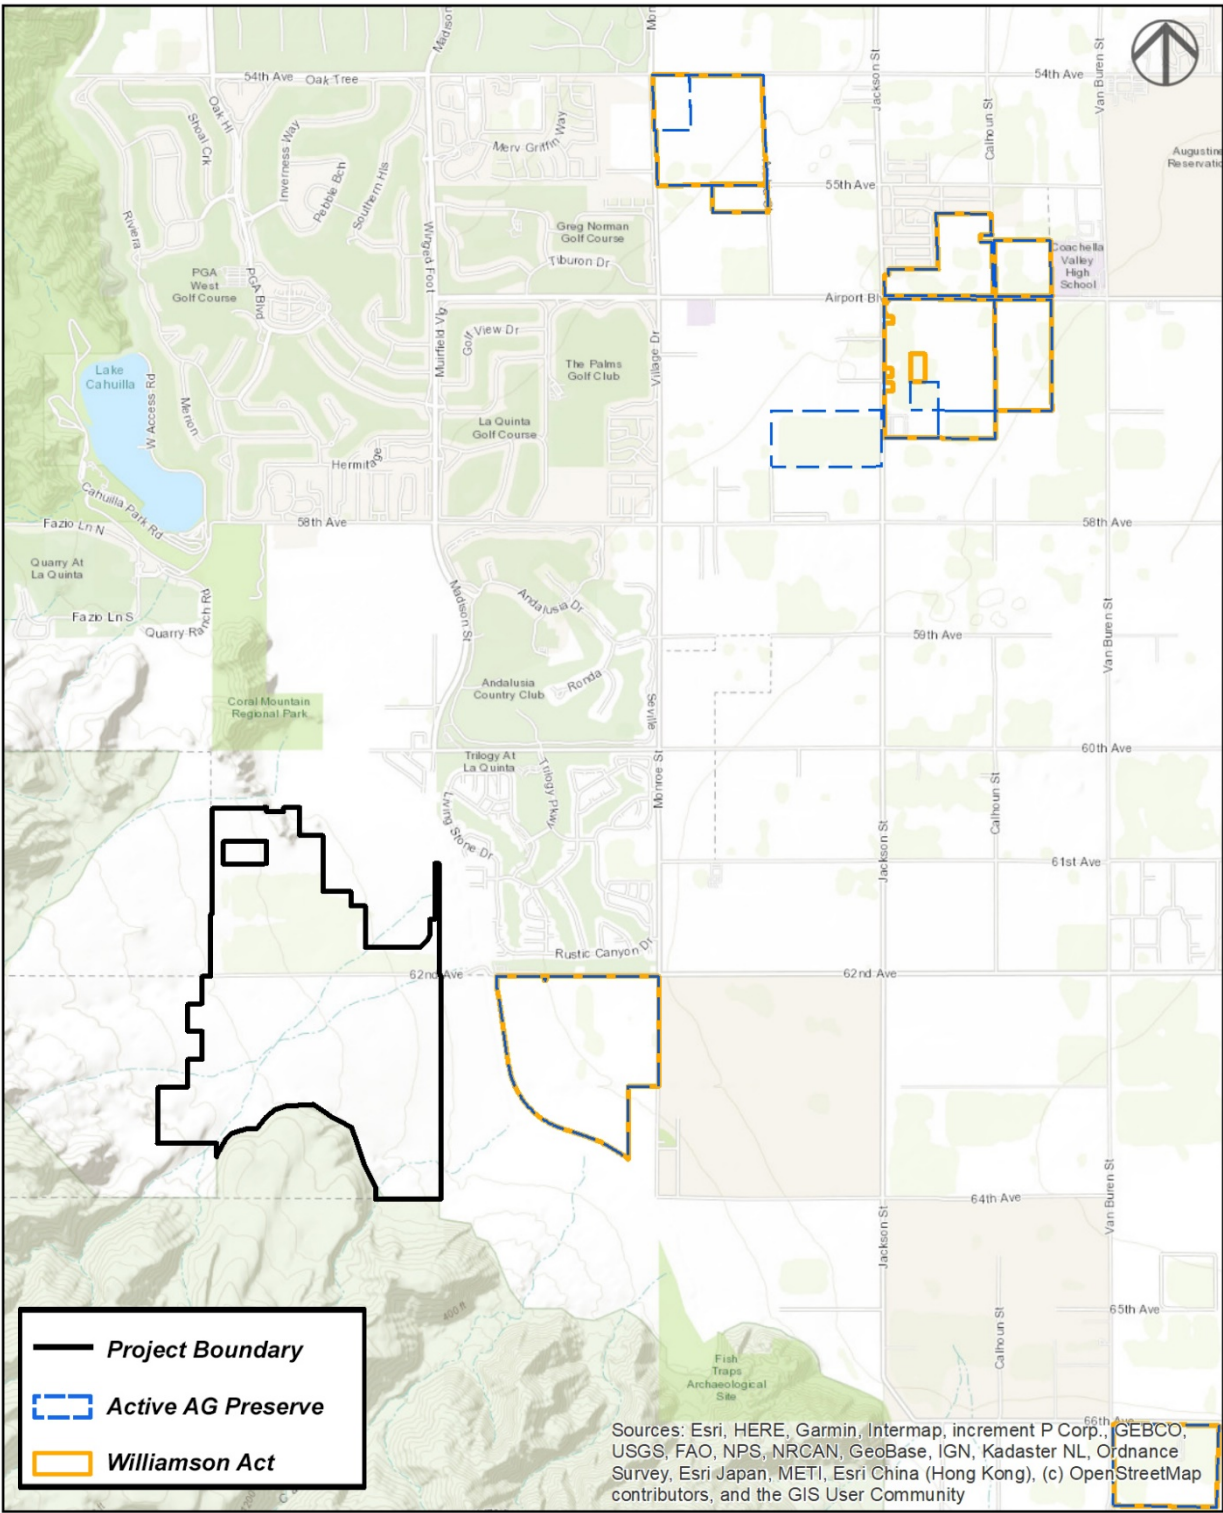 Madison
Mon
54th Ave
Oak Tree
54th Ave
Jackson St
Van Buren St
Calhoun St
Oak Hl
Shoal Crk
Inverness Way
Pebble Bch
Southern Hls
Merv Griffin Way
Augustine
Reservatio
55th Ave
Riviera
Winged Foot
Greg Norman
Golf Course
Tiburon Dr
Coachella
Valley
High
School
PGA
West
Golf Course
PGA Blvd
Airport Bl
Golf View Dr
Muirfield Vlg
Village Dr
The Palms
Golf Club
Lake
Cahuilla
W Access Rd
Merion
La Quinta
Golf Course
Hermitage
Cahuilla Park Rd
Fazio Ln N
58th Ave
58th Ave
Quarry At
La Quinta
Fazio Ln S
Quarry Ranch Rd
Madison St
Andalusia Dr
59th Ave
Van Buren St
Andalusia
Country Club
Ronda
Seville
Coral Mountain
Regional Park
60th Ave
Trilogy At
La Quinta
Trilogy Pkwy
Monroe St
Calhoun St
Living Stone Dr
Jackson St
61st Ave
Rustic Canyon Dr
62nd Ave
62nd Ave
64th Ave
Van Buren St
Jackson St
400 ft
65th Ave
Calhoun St
Fish
Traps
Archaeological
Site
66th Ave
Project Boundary
Active AG Preserve
Williamson Act
Sources: Esri, HERE, Garmin, Intermap, increment P Corp., GEBCO,
USGS, FAO, NPS, NRCAN, GeoBase, IGN, Kadaster NL, Ordnance
Survey, Esri Japan, METI, Esri China (Hong Kong), (c) OpenStreetMap
contributors, and the GIS User Community